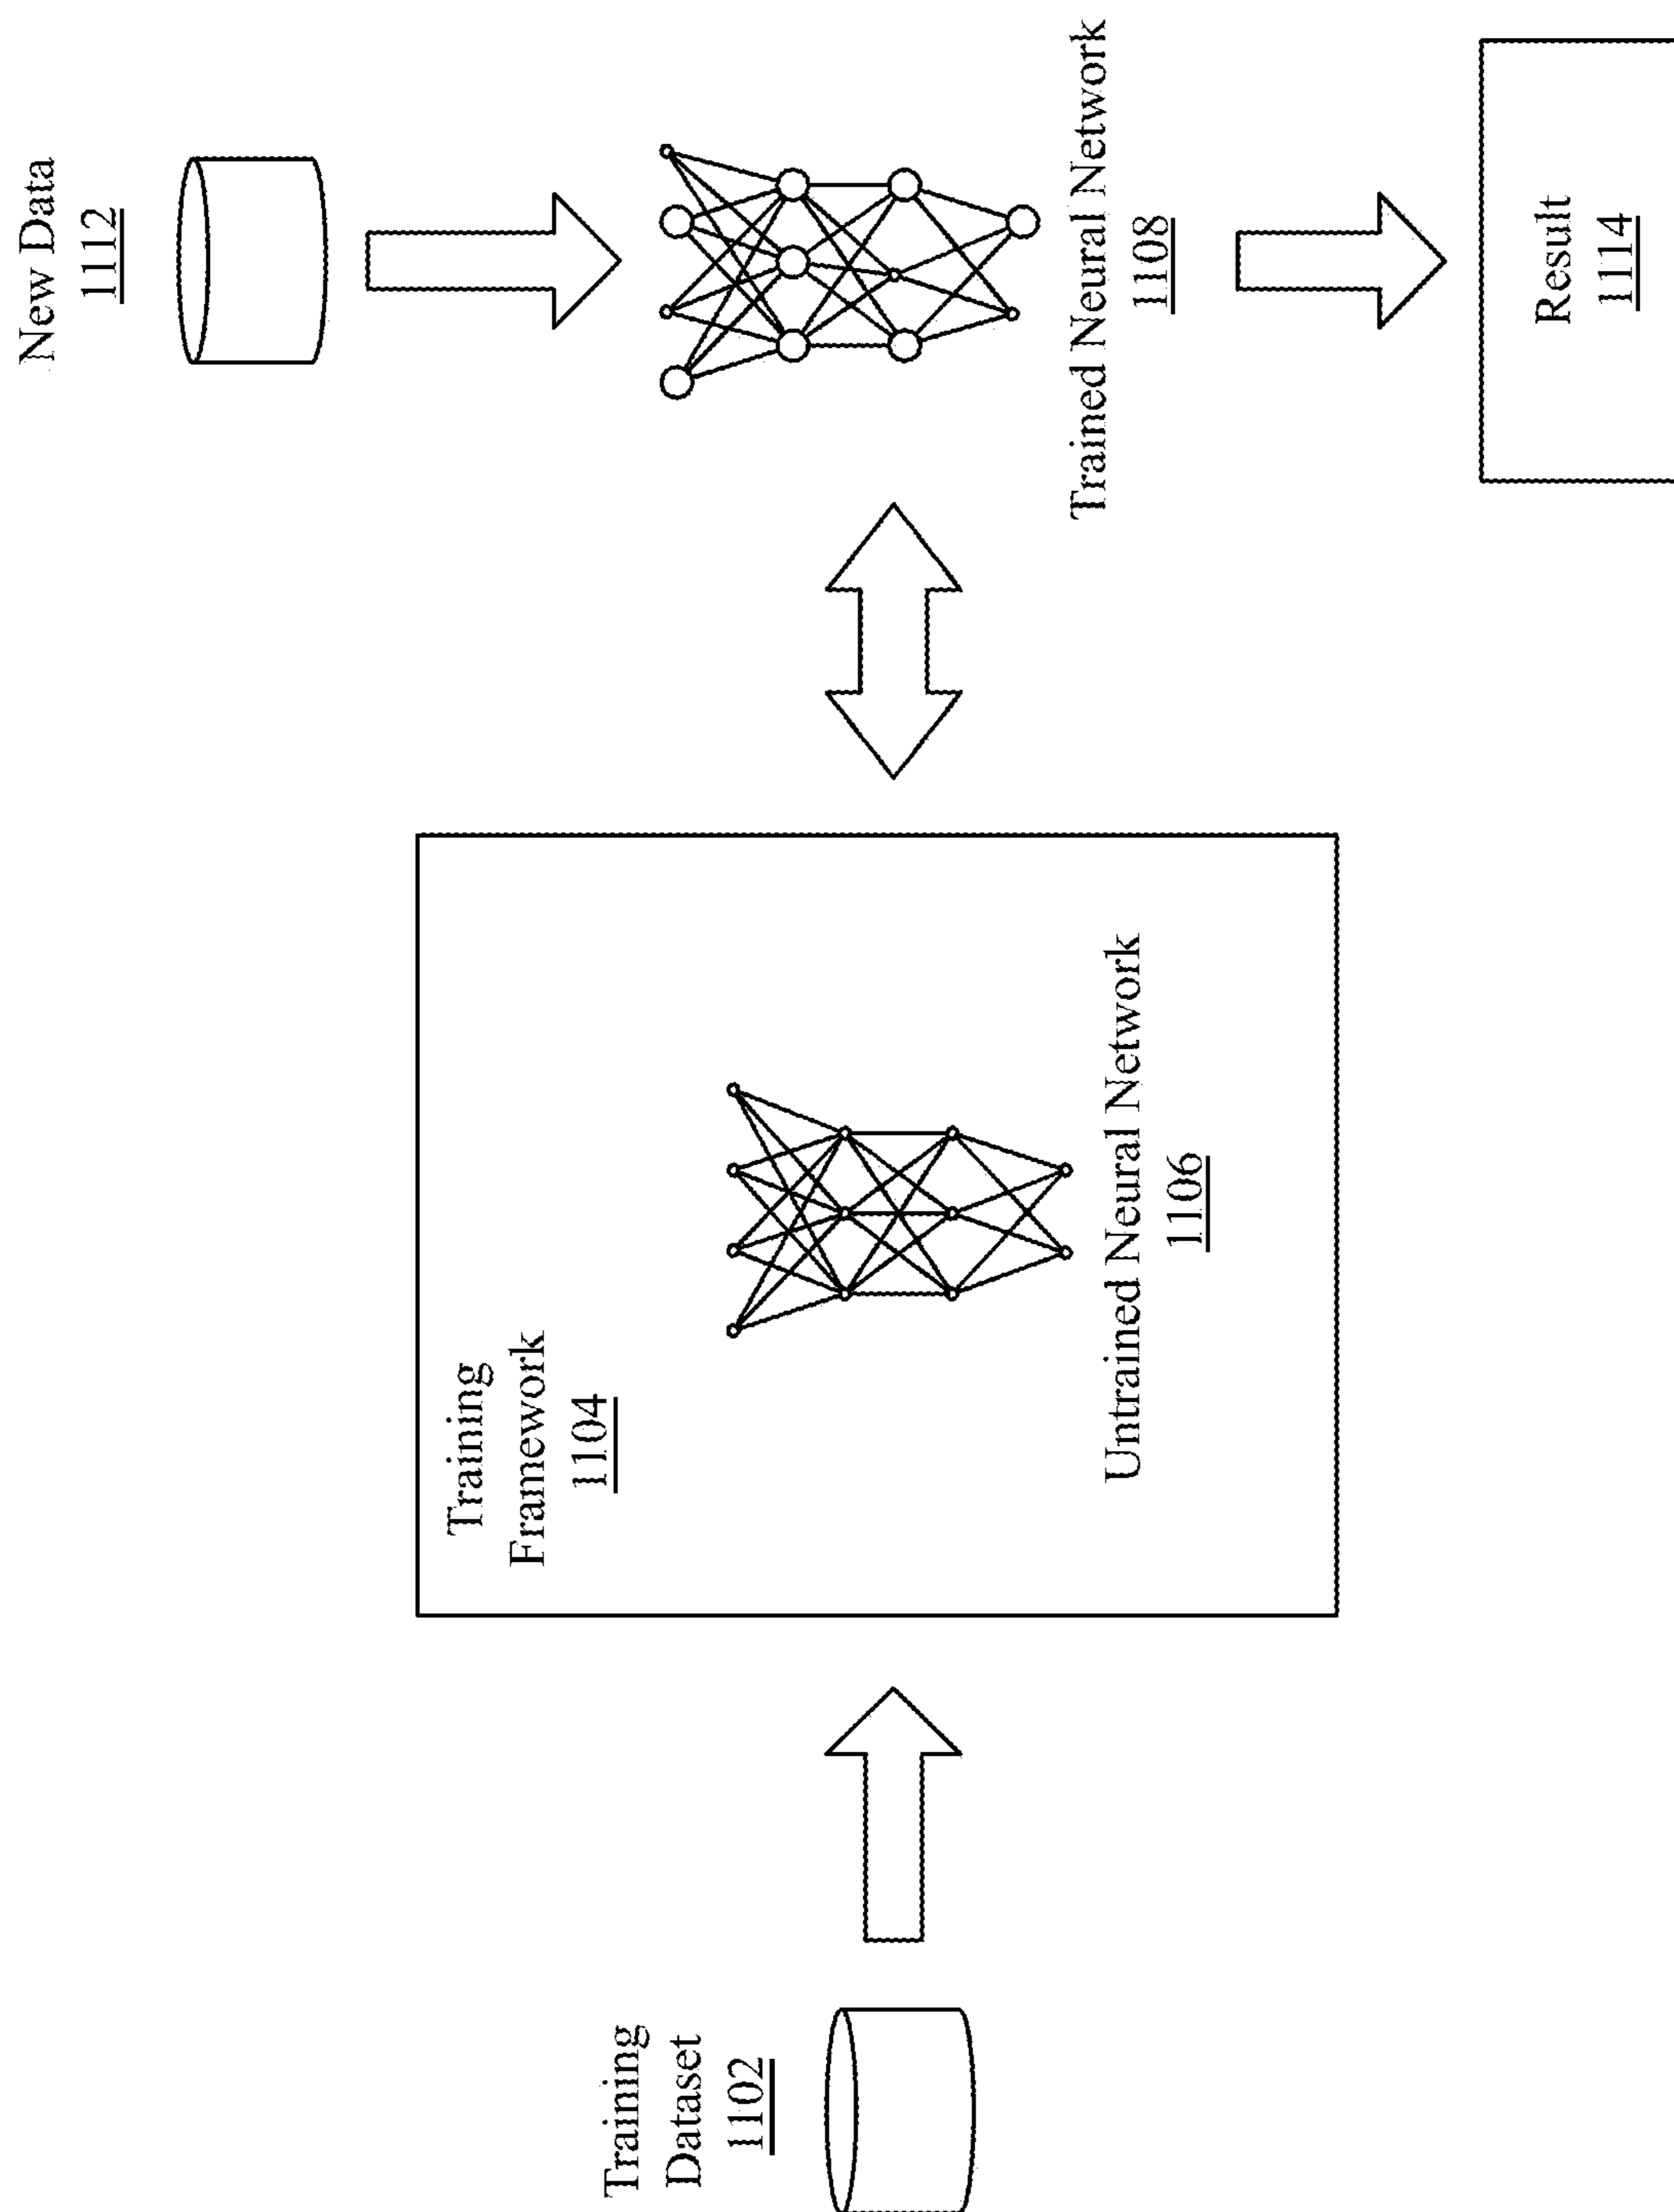 Training
Dataset
1102
Training
Framework
1104
Untrained Neural Network
1106
New Data
1112
Trained Neural Network
1108
Result
1114